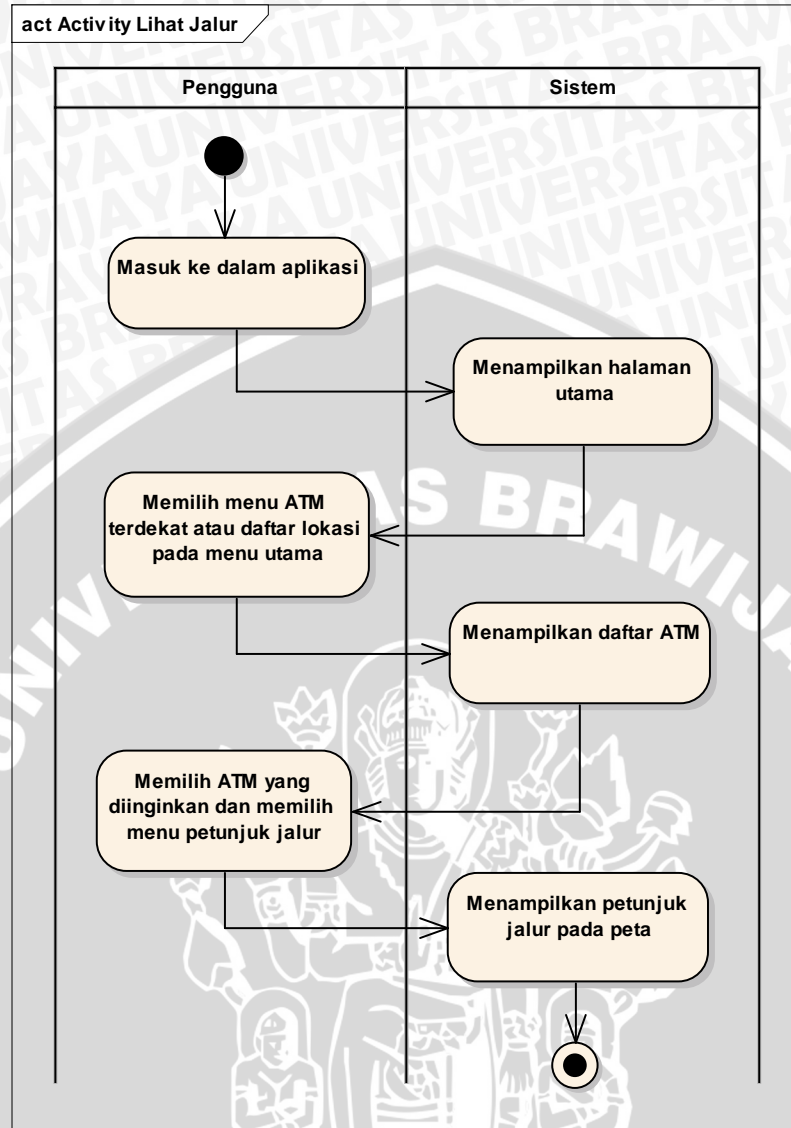 act Activity Lihat Jalur
Pengguna
Sistem
Masuk ke dalam aplikasi
Menampilkan halaman
utama
Memilih menu ATM
terdekat atau daftar lokasi
pada menu utama
Menampilkan daftar ATM
Memilih ATM yang
diinginkan dan memilih
menu petunjuk jalur
Menampilkan petunjuk
jalur pada peta